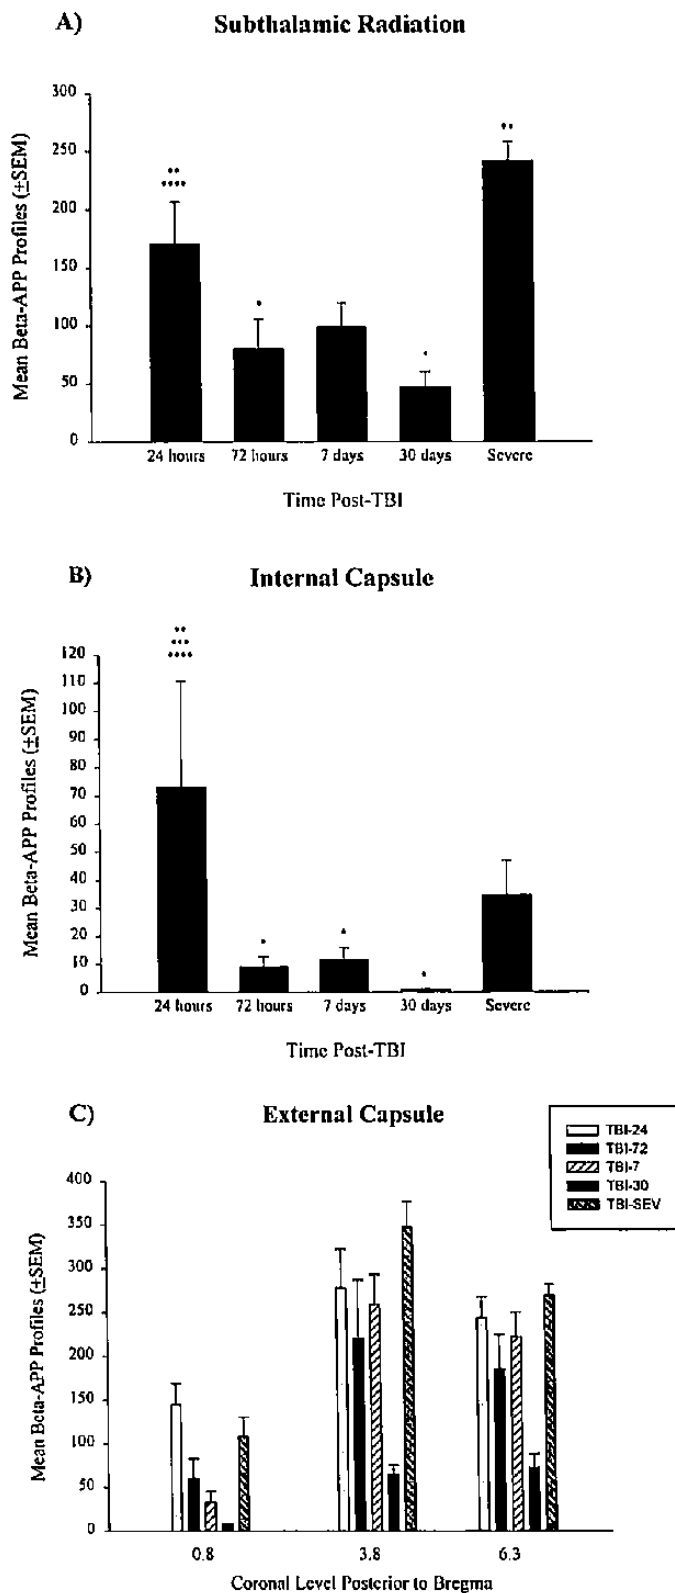 A) Subthalamic Radiation
Mean Beta-APP Profiles (±SEM)
300
250
200
150
100
50
0
**
****
*
*
**
24 hours 72 hours 7 days 30 days Severe
Time Post-TBI
B) Internal Capsule
Mean Beta-APP Profiles (±SEM)
**
***
****
120
110
100
90
80
70
60
50
40
30
20
10
0
*
*
*
24 hours 72 hours 7 days 30 days Severe
Time Post-TBI
C) External Capsule
TBI-24
TBI-72
TBI-7
TBI-30
TBI-SEV
Mean Beta-APP Profiles (±SEM)
400
350
300
250
200
150
100
50
0
0.8 3.8 6.3
Coronal Level Posterior to Bregma